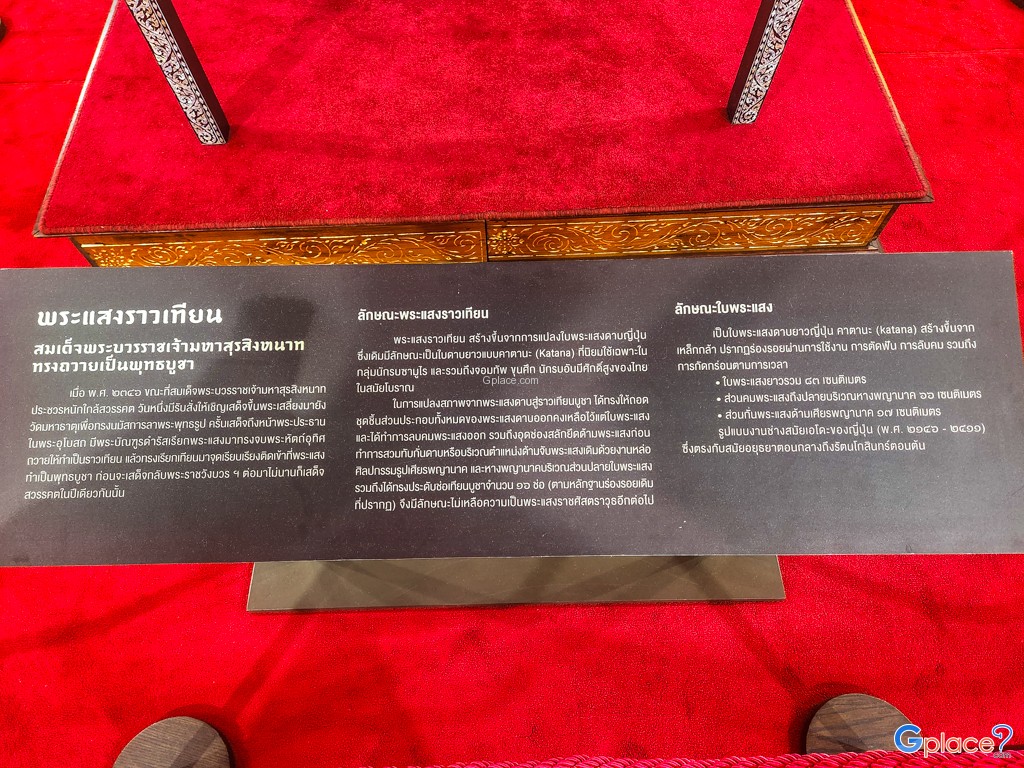 พระแสงราวเทียน
สมเด็จพระบวรราชเจ้ามหาสุรสิงหนาท
ทรงถวายเป็นพุทธบูชา
เมื่อ พ.ศ. ๒๓๔๖ ขณะที่สมเด็จพระบวรราชเจ้ามหาสุรสิงหนาท
ประชวรหนักใกล้สวรรคต วันหนึ่งมีรับสั่งให้เชิญเสด็จขึ้นพระเสลี่ยงมายัง
วัดมหาธาตุเพื่อทรงนมัสการลาพระพุทธรูป ครั้นเสด็จถึงหน้าพระประธาน
ในพระอุโบสถ มีพระบัณฑูรดำรัสเรียกพระแสงมาทรงจบพระหัตถ์อุทิศ
ถวายให้ทำเป็นราวเทียน แล้วทรงเรียกเทียนมาจุดเรียบเรียงติดเข้าที่พระแสง
ทำเป็นพุทธบูชา ก่อนจะเสด็จกลับพระราชวังบวร ฯ ต่อมาไม่นานก็เสด็จ
สวรรคตในปีเดียวกันนั้น
ลักษณะพระแสงราวเทียน
พระแสงราวเทียน สร้างขึ้นจากการแปลงใบพระแสงดาบญี่ปุ่น
ซึ่งเดิมมีลักษณะเป็นใบดาบยาวแบบคาตานะ (Katana) ที่นิยมใช้เฉพาะใน
กลุ่มนักรบซามูไร และรวมถึงจอมทัพ ขุนศึก นักรบอันมีศักดิ์สูงของไทย
ในสมัยโบราณ
ในการแปลงสภาพจากพระแสงดาบสู่ราวเทียนบูชา ได้ทรงให้ถอด
ชุดชิ้นส่วนประกอบทั้งหมดของพระแสงดาบออกคงเหลือไว้แต่ใบพระแสง
และได้ทำการลบคมพระแสงออก รวมถึงอุดช่องสลักยึดด้ามพระแสงก่อน
ทำการสวมทับกั่นดาบหรือบริเวณตำแหน่งด้ามจับพระแสงเดิมด้วยงานหล่อ
ศิลปกรรมรูปเศียรพญานาค และหางพญานาคบริเวณส่วนปลายใบพระแสง
รวมถึงได้ทรงประดับช่อเทียนบูชาจำนวน ๑๖ ช่อ (ตามหลักฐานร่องรอยเดิม
ที่ปรากฏ) จึงมีลักษณะไม่เหลือความเป็นพระแสงราชศัสตราวุธอีกต่อไป
ลักษณะใบพระแสง
เป็นใบพระแสงดาบยาวญี่ปุ่น คาตานะ (katana) สร้างขึ้นจาก
เหล็กกล้า ปรากฏร่องรอยผ่านการใช้งาน การตัดฟัน การลับคม รวมถึง
การกัดกร่อนตามกาลเวลา
• ใบพระแสงยาวรวม ๘๓ เซนติเมตร
• ส่วนคมพระแสงถึงปลายบริเวณหางพญานาค ๖๖ เซนติเมตร
• ส่วนกั่นพระแสงด้ามเศียรพญานาค ๑๗ เซนติเมตร
รูปแบบงานช่างสมัยเอโดะของญี่ปุ่น (พ.ศ. ๒๑๔๖ - ๒๔๑๑)
ซึ่งตรงกับสมัยอยุธยาตอนกลางถึงรัตนโกสินทร์ตอนต้น
Gplace.com
Gplace?.com